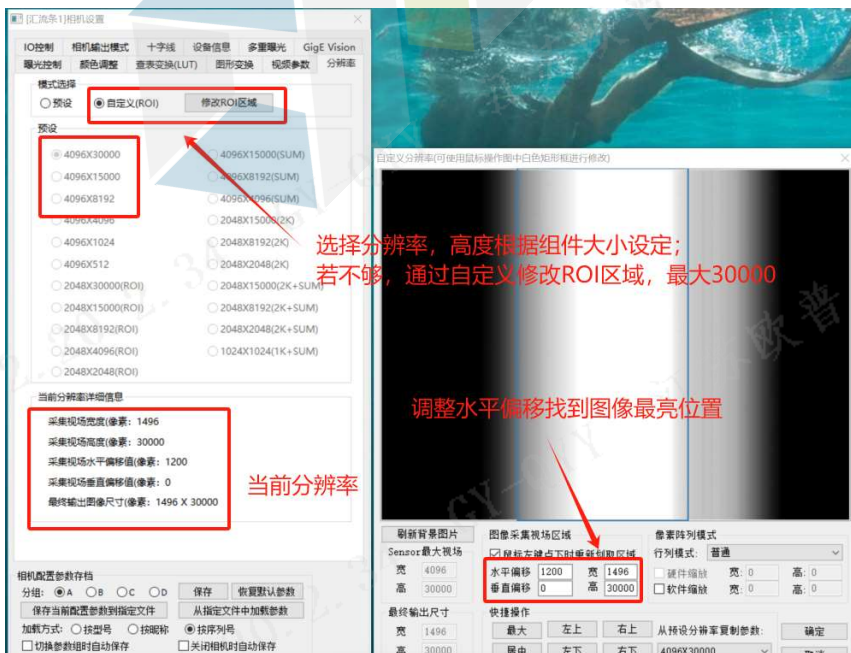 [汇流条1]相机设置
IO控制 相机输出模式 十字线 设备信息 多重曝光 GigE Vision
曝光控制 颜色调整 查表变换(LUT) 图形变换 视频参数 分辨率
模式选择
预设 自定义(ROI) 修改ROI区域
预设
4096X30000 4096X15000(SUM)
4096X15000 4096X8192(SUM)
4096X8192 4096X4096(SUM)
4096X4096 2048X15000(2K)
4096X1024 2048X8192(2K)
4096X512 2048X2048(2K)
2048X30000(ROI) 2048X15000(2K+SUM)
2048X15000(ROI) 2048X8192(2K+SUM)
2048X8192(ROI) 2048X2048(2K+SUM)
2048X4096(ROI) 1024X1024(1K+SUM)
2048X2048(ROI)
当前分辨率详细信息
采集视场宽度(像素: 1496
采集视场高度(像素: 30000
采集视场水平偏移值(像素: 1200
采集视场垂直偏移值(像素: 0
最终输出图像尺寸(像素: 1496 X 30000
当前分辨率
相机配置参数存档
分组: A B C D 保存 恢复默认参数
保存当前配置参数到指定文件 从指定文件中加载参数
加载方式: 按型号 按昵称 按序列号
切换参数组时自动保存 关闭相机时自动保存
自定义分辨率(可使用鼠标操作图中白色矩形框进行修改)
选择分辨率，高度根据组件大小设定；
若不够，通过自定义修改ROI区域，最大30000
调整水平偏移找到图像最亮位置
刷新背景图片 图像采集视场区域 像素阵列模式
Sensor最大视场 鼠标左键点下时重新创取区域 行列模式: 普通
宽 4096 水平偏移 1200 宽 1496 硬件缩放 宽: 0 高: 0
高 30000 垂直偏移 0 高 30000 软件缩放 宽: 0 高: 0
最终输出尺寸 快捷操作
宽 1496 最大 左上 右上 从预设分辨率复制参数: 确定
高 30000 居中 左下 右下 4096X30000 取消